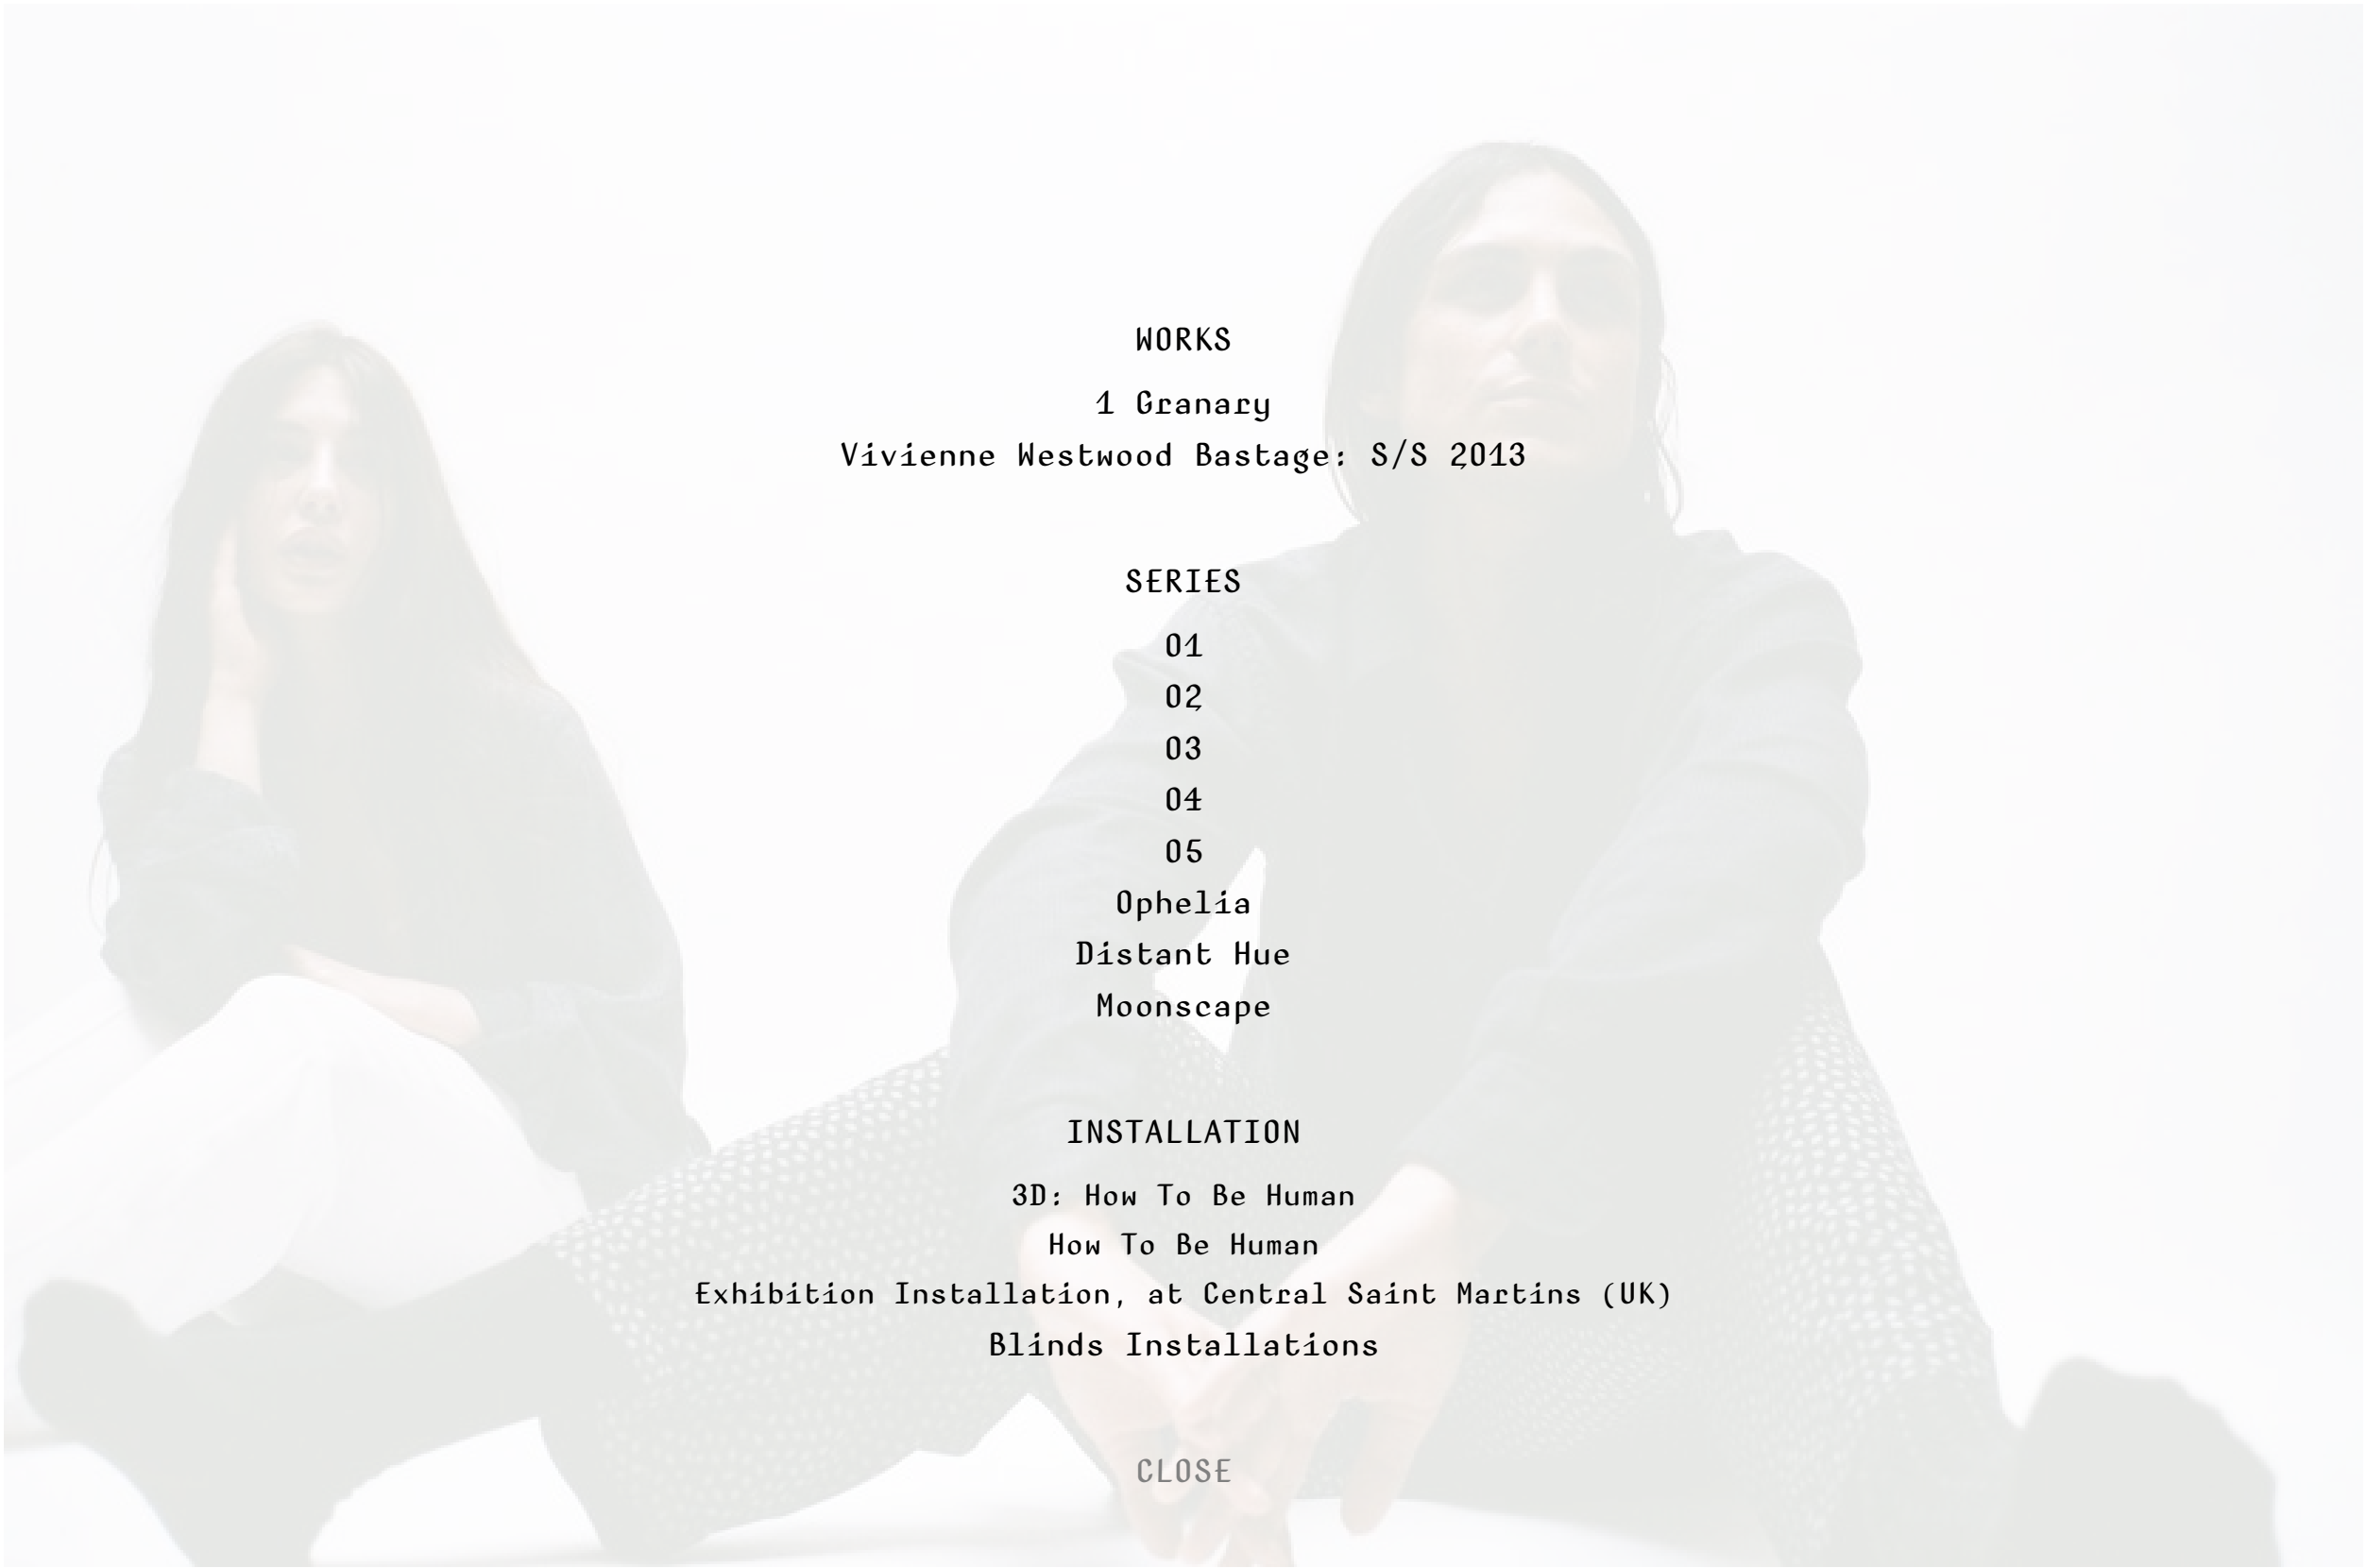 WORKS
1 Granary
Vivienne Westwood Bastage: S/S 2013
SERIES
01
02
03
04
05
Ophelia
Distant Hue
Moonscape
INSTALLATION
3D: How To Be Human
How To Be Human
Exhibition Installation, at Central Saint Martins (UK)
Blinds Installations
CLOSE